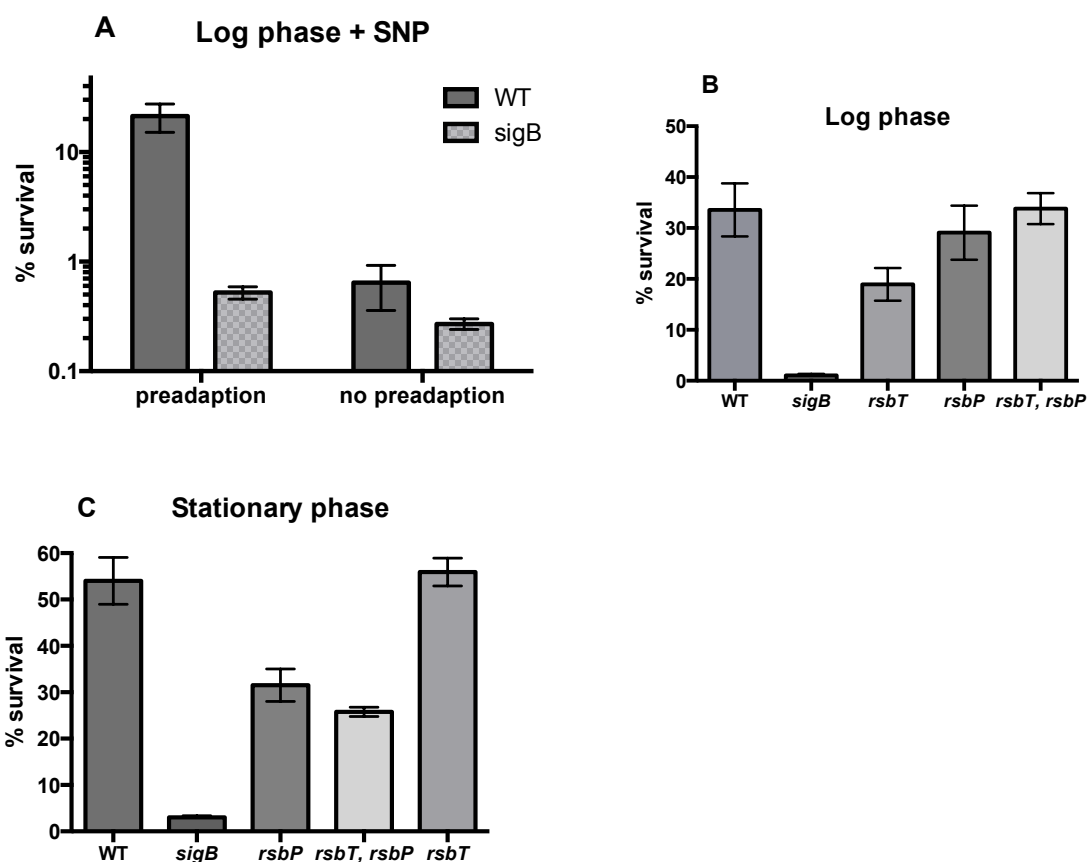 A
Log phase + SNP
WT
sigB
% survival
10
1
0.1
preadaption
no preadaption
B
Log phase
% survival
50
40
30
20
10
0
WT
sigB
rsbT
rsbP
rsbT, rsbP
C
Stationary phase
% survival
60
50
40
30
20
10
0
WT
sigB
rsbP
rsbT, rsbP
rsbT